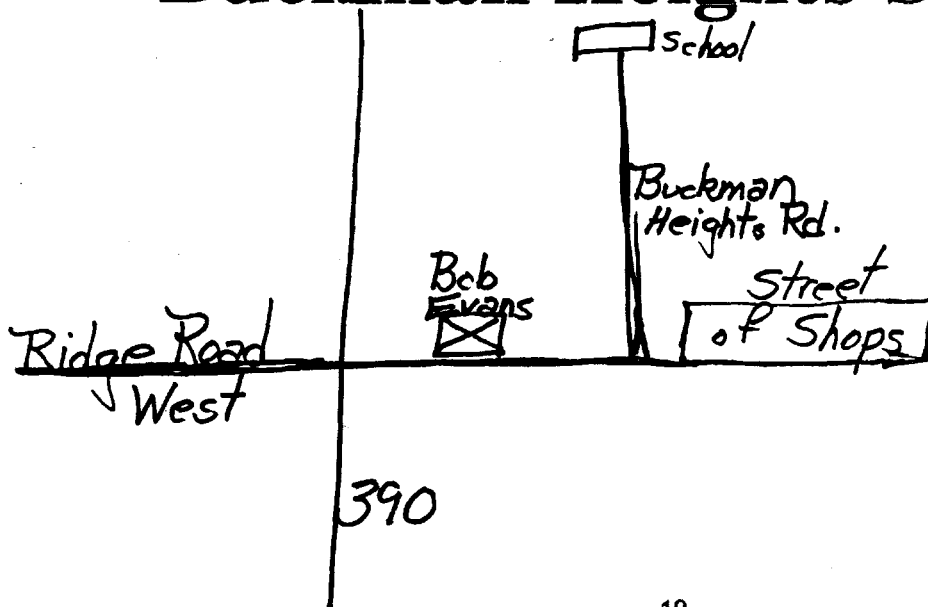 School
Buckman
Heights Rd.
Bob
Evans
Street
of Shops
Ridge Road
West
390